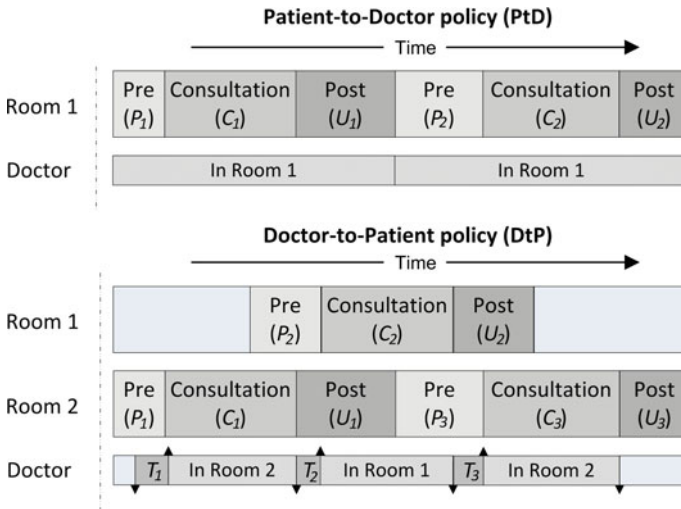 Patient-to-Doctor policy (PtD)
Time
Room 1
Pre Consultation Post Pre Consultation Post
(P1) (C1) (U1) (P2) (C2) (U2)
Doctor In Room 1 In Room 1
Doctor-to-Patient policy (DtP)
Time
Room 1
Pre Consultation Post
(P2) (C2) (U2)
Room 2
Pre Consultation Post Pre Consultation Post
(P1) (C1) (U1) (P3) (C3) (U3)
Doctor T1 In Room 2 T2 In Room 1 T3 In Room 2